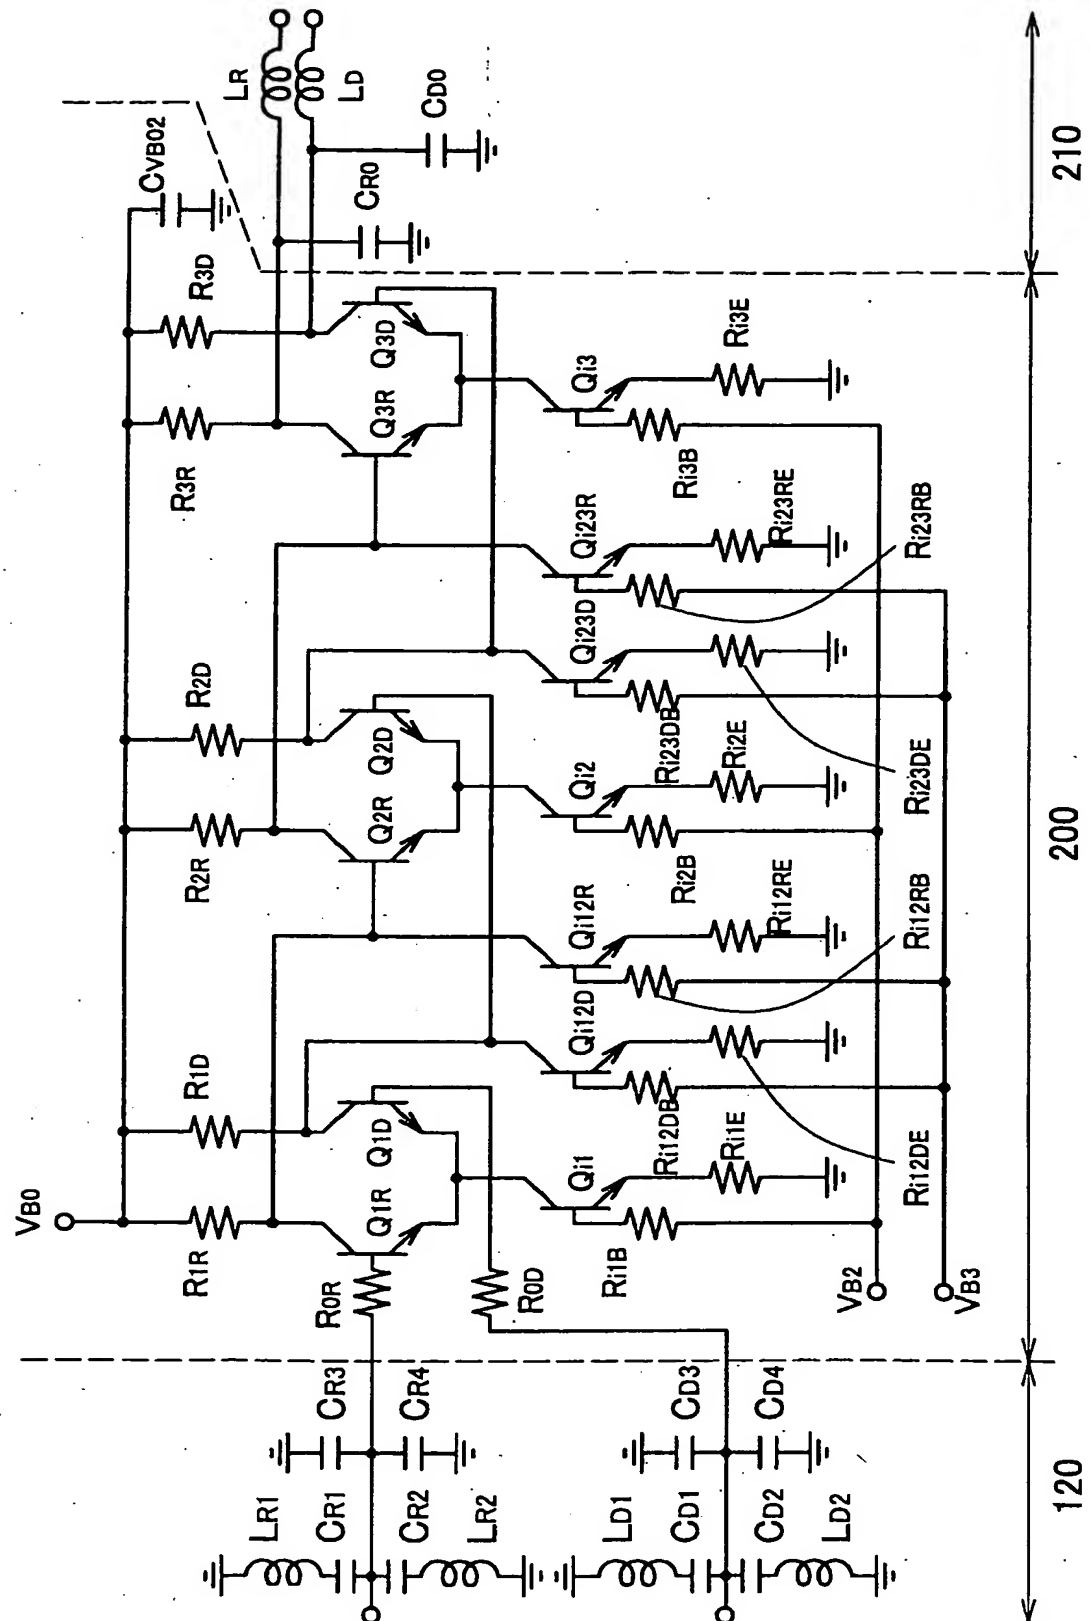 LR
LD
CVB02
CD0
CR0
R3D
R3R
Q3D
Q3R
Qi3
Ri3E
Ri3B
Qi23R
Ri23RE
Ri23RB
Qi23D
Ri23DB
Ri23DE
R2D
R2R
Q2D
Q2R
Qi2
Ri2E
Ri2B
Qi12R
Ri12RE
Ri12RB
Qi12D
Ri12DB
Ri12DE
R1D
R1R
Q1D
Q1R
Qi1
Ri1E
Ri1B
VB0
R0R
R0D
VB2
VB3
CR3
CR4
CD3
CD4
LR1
CR1
CR2
LR2
LD1
CD1
CD2
LD2
120
200
210